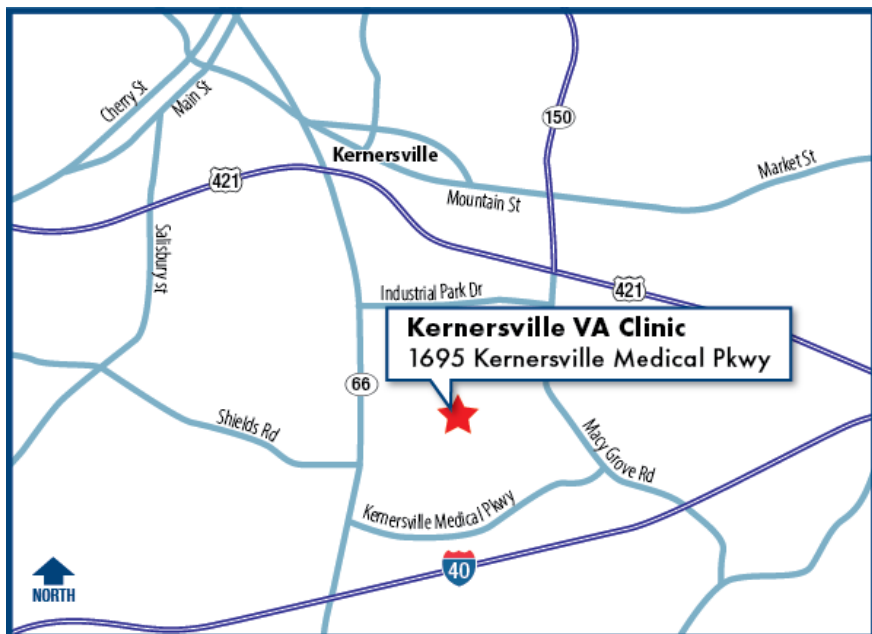 Cherry St
Main St
150
Kernersville
Market St
421
Mountain St
Salisbury st
Industrial Park Dr
421
Kernersville VA Clinic
1695 Kernersville Medical Pkwy
66
Shields Rd
Macy Grove Rd
Kernersville Medical Pkwy
40
NORTH